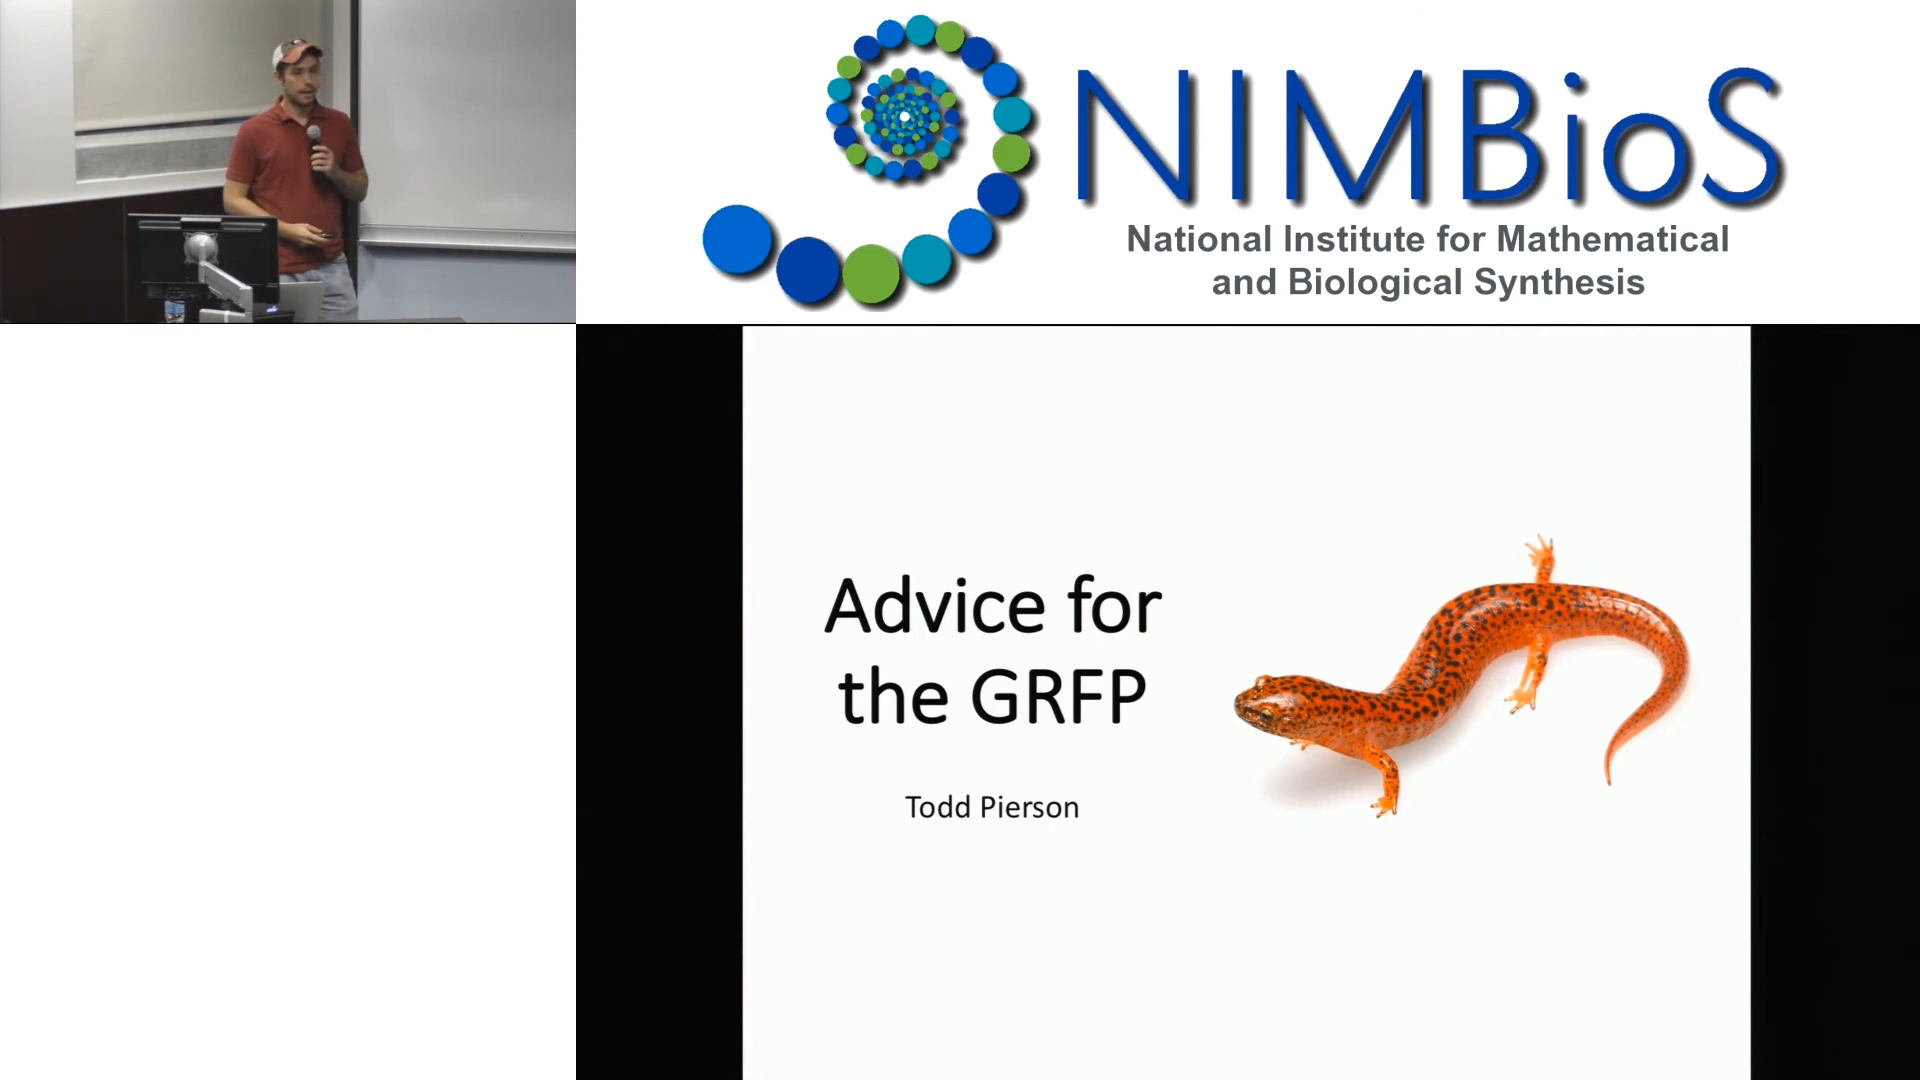 NIMBioS
National Institute for Mathematical
and Biological Synthesis
Advice for
the GRFP
Todd Pierson